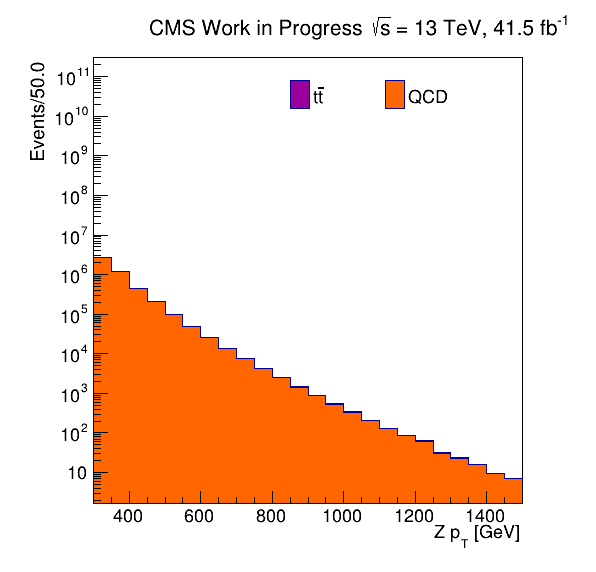 CMS Work in Progress √s = 13 TeV, 41.5 fb⁻¹
Events/50.0
tt̄ QCD
10¹¹
10¹⁰
10⁹
10⁸
10⁷
10⁶
10⁵
10⁴
10³
10²
10
400 600 800 1000 1200 1400
Z p_T [GeV]